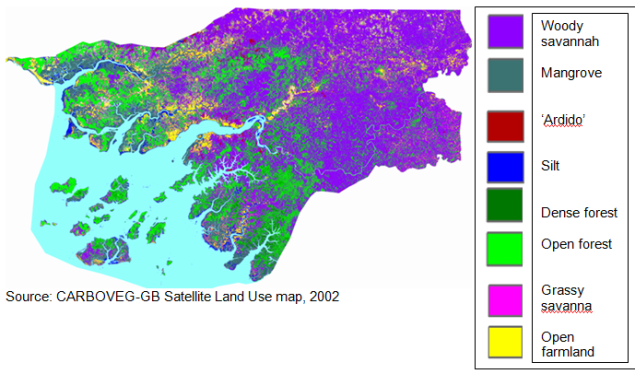 Woody
savannah
Mangrove
‘Ardido’
Silt
Dense forest
Open forest
Grassy
savanna
Open
farmland
Source: CARBOVEG-GB Satellite Land Use map, 2002